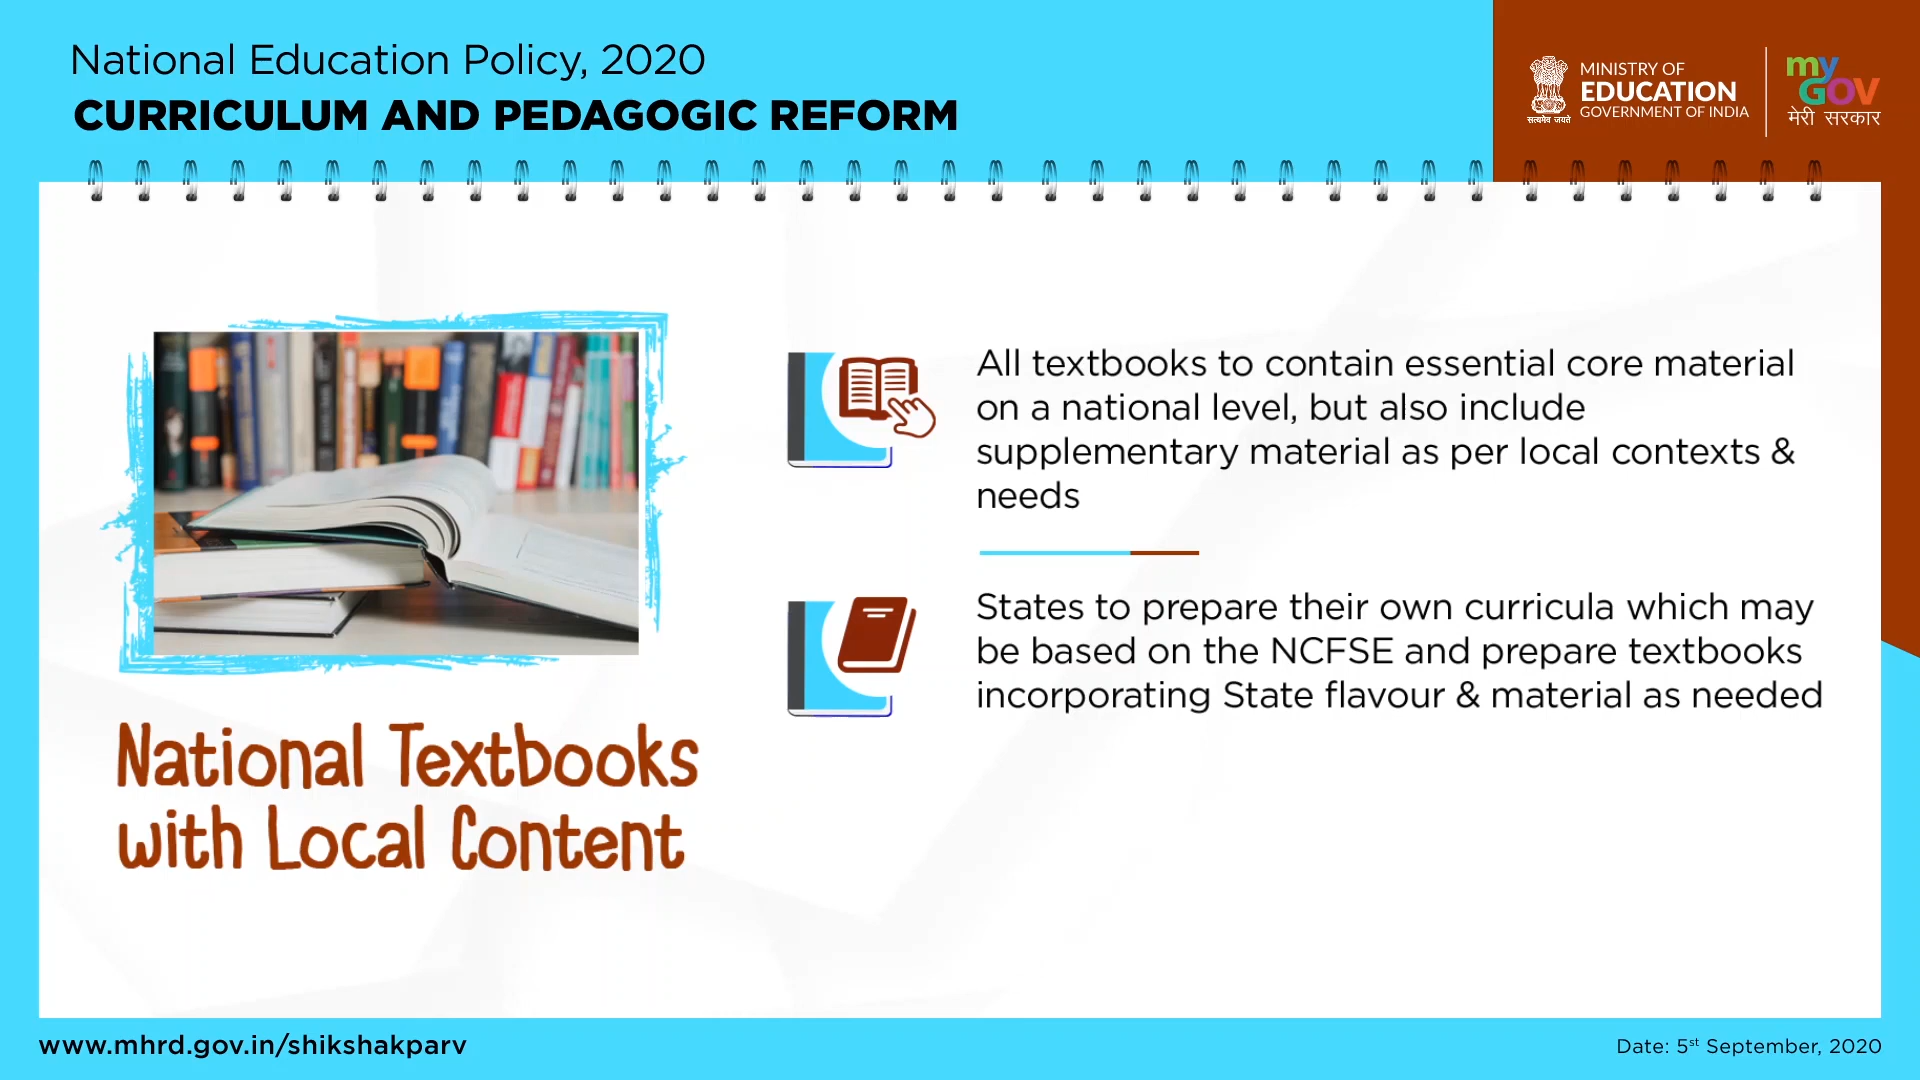 National Education Policy, 2020
CURRICULUM AND PEDAGOGIC REFORM
सत्यमेव जयते
MINISTRY OF
EDUCATION
GOVERNMENT OF INDIA
my
GOV
मेरी सरकार
All textbooks to contain essential core material
on a national level, but also include
supplementary material as per local contexts &
needs
States to prepare their own curricula which may
be based on the NCFSE and prepare textbooks
incorporating State flavour & material as needed
National Textbooks
with Local Content
www.mhrd.gov.in/shikshakparv
Date: 5st September, 2020